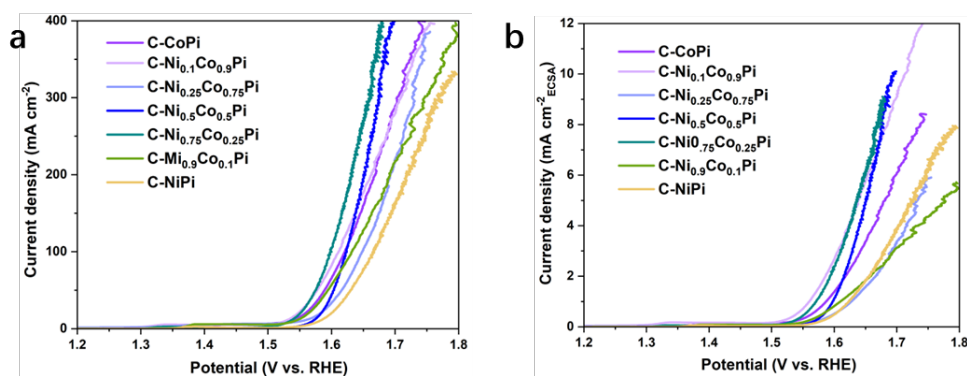 a
400
300
200
100
0
Current density (mA cm⁻²)
C-CoPi
C-Ni₀.₁Co₀.₉Pi
C-Ni₀.₂₅Co₀.₇₅Pi
C-Ni₀.₅Co₀.₅Pi
C-Ni₀.₇₅Co₀.₂₅Pi
C-Mi₀.₉Co₀.₁Pi
C-NiPi
1.2 1.3 1.4 1.5 1.6 1.7 1.8
Potential (V vs. RHE)
b
12
10
8
6
4
2
0
Current density (mA cm⁻²ECSA)
C-CoPi
C-Ni₀.₁Co₀.₉Pi
C-Ni₀.₂₅Co₀.₇₅Pi
C-Ni₀.₅Co₀.₅Pi
C-Ni0.₇₅Co₀.₂₅Pi
C-Ni₀.₉Co₀.₁Pi
C-NiPi
1.2 1.3 1.4 1.5 1.6 1.7 1.8
Potential (V vs. RHE)